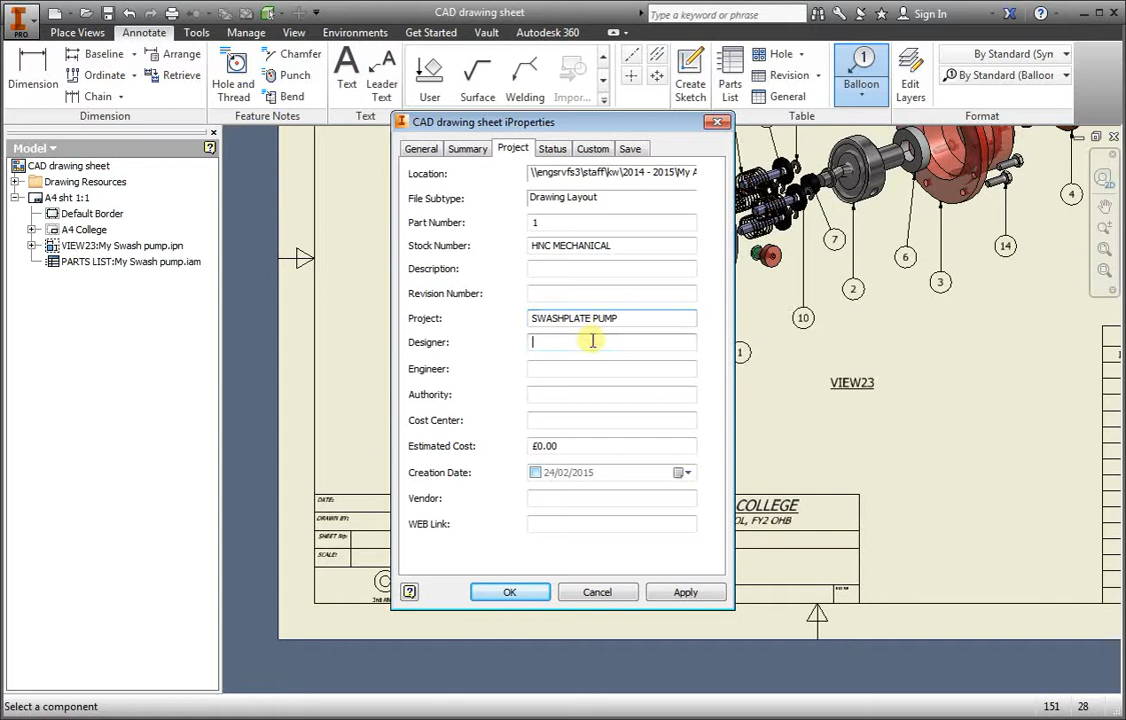 CAD drawing sheet
Type a keyword or phrase
Sign In
PRO
Place Views
Annotate
Tools
Manage
View
Environments
Get Started
Vault
Autodesk 360
Dimension
Baseline
Ordinate
Chain
Arrange
Retrieve
Dimension
Hole and Thread
Chamfer
Punch
Bend
Feature Notes
Text
Leader Text
Text
User
Surface
Welding
Impor...
Create Sketch
Parts List
Hole
Revision
General
Balloon
Table
Edit Layers
By Standard (Syn
By Standard (Balloor
Format
Model
CAD drawing sheet
Drawing Resources
A4 sht 1:1
Default Border
A4 College
VIEW23:My Swash pump.ipn
PARTS LIST:My Swash pump.iam
CAD drawing sheet iProperties
General
Summary
Project
Status
Custom
Save
Location: \\engsrvfs3\staff\kw\2014 - 2015\My A
File Subtype: Drawing Layout
Part Number: 1
Stock Number: HNC MECHANICAL
Description:
Revision Number:
Project: SWASHPLATE PUMP
Designer:
Engineer:
Authority:
Cost Center:
Estimated Cost: £0.00
Creation Date: 24/02/2015
Vendor:
WEB Link:
OK
Cancel
Apply
4
7
6
14
2
3
10
1
VIEW23
DATE:
DRAWN BY:
SHEET No:
SCALE:
COLLEGE
OL, FY2 OHB
Select a component
151
28